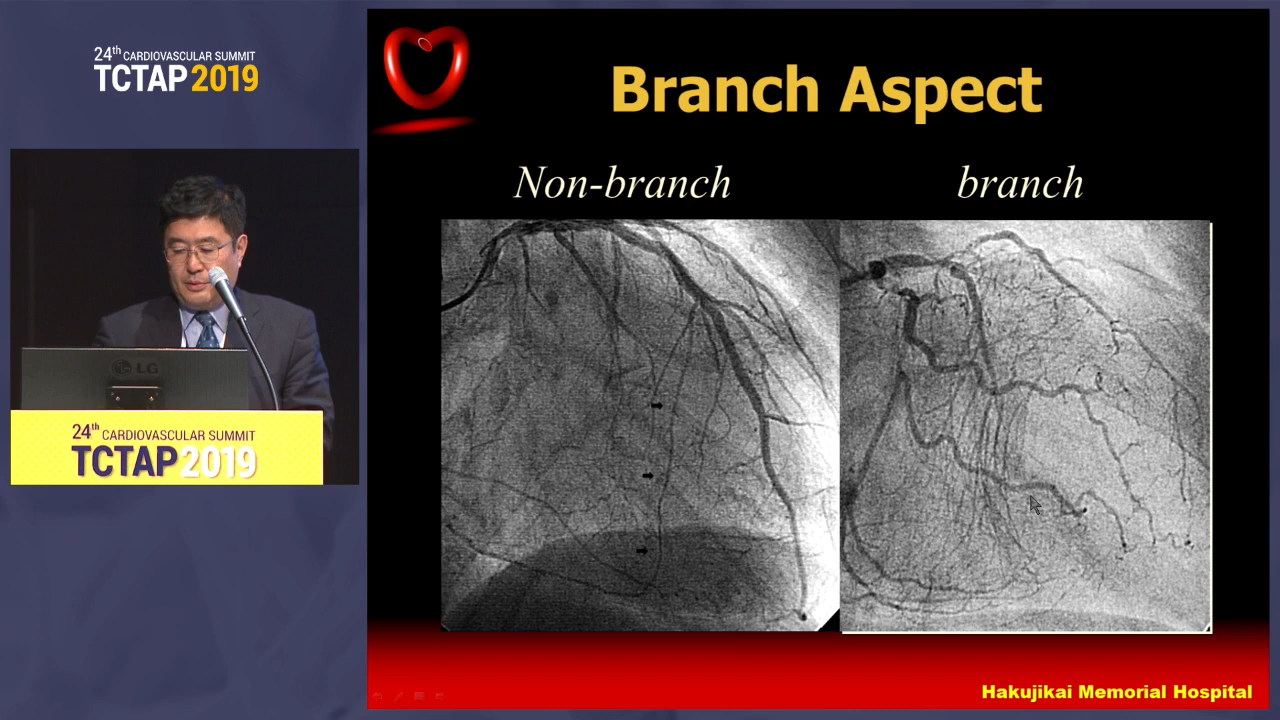 24th CARDIOVASCULAR SUMMIT
TCTAP 2019
LG
24th CARDIOVASCULAR SUMMIT
TCTAP 2019
Branch Aspect
Non-branch
branch
Hakujikai Memorial Hospital